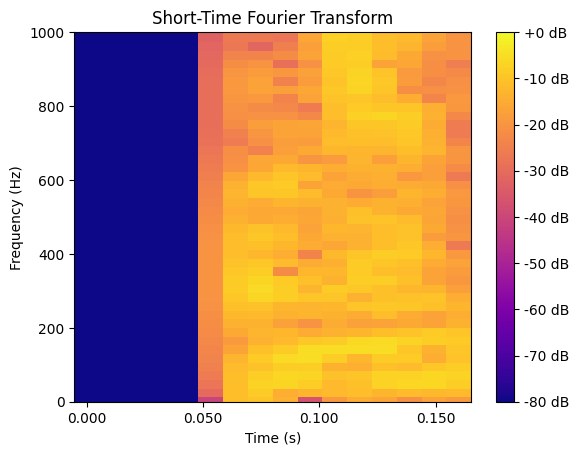 Short-Time Fourier Transform
1000
800
600
400
200
0
Frequency (Hz)
0.000
0.050
0.100
0.150
Time (s)
+0 dB
-10 dB
-20 dB
-30 dB
-40 dB
-50 dB
-60 dB
-70 dB
-80 dB